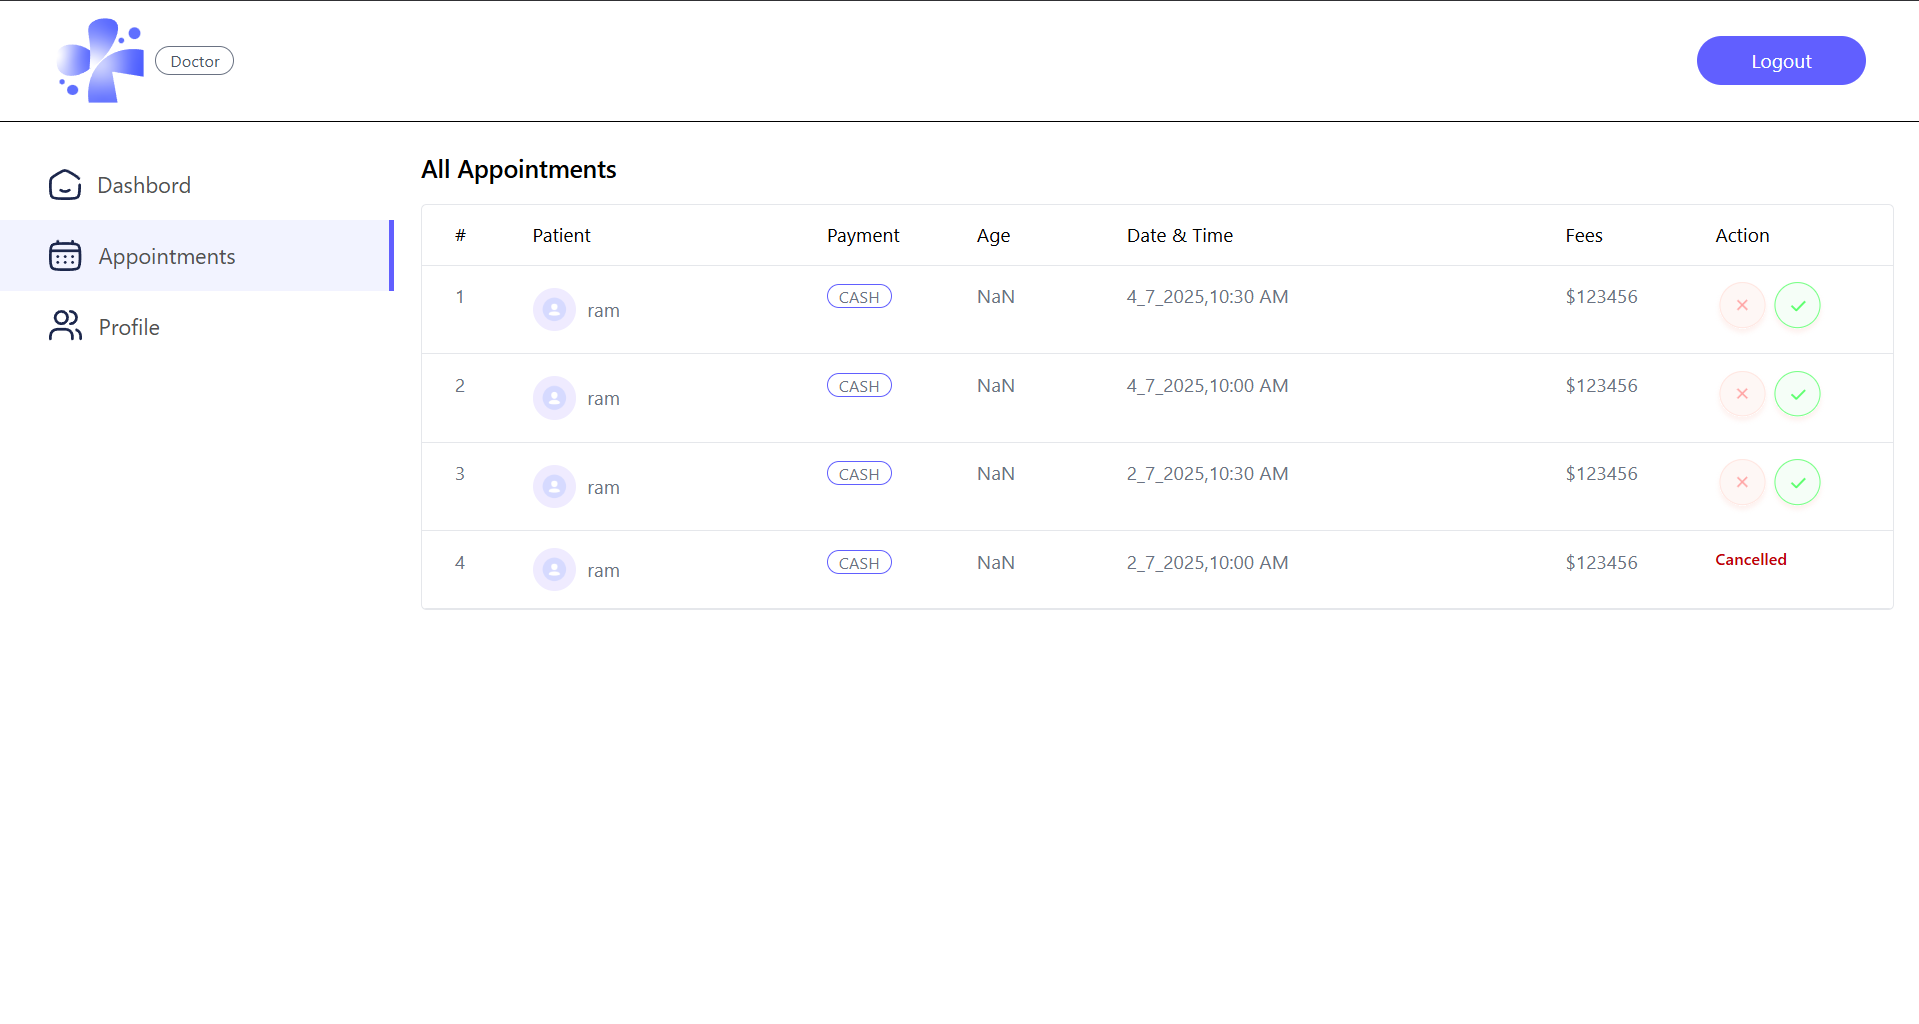 Doctor
Logout
Dashbord
Appointments
Profile
All Appointments
# Patient Payment Age Date & Time Fees Action
1 ram CASH NaN 4_7_2025,10:30 AM $123456
2 ram CASH NaN 4_7_2025,10:00 AM $123456
3 ram CASH NaN 2_7_2025,10:30 AM $123456
4 ram CASH NaN 2_7_2025,10:00 AM $123456 Cancelled